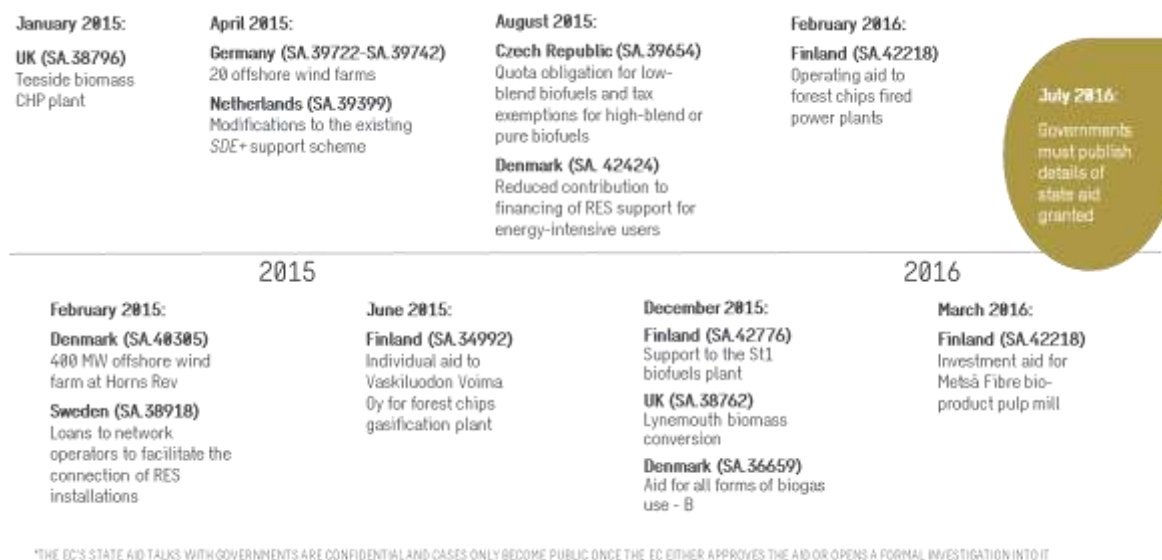 January 2015:
UK (SA.38796)
Teeside biomass
CHP plant
April 2015:
Germany (SA.39722-SA.39742)
20 offshore wind farms
Netherlands (SA.39399)
Modifications to the existing
SDE+ support scheme
August 2015:
Czech Republic (SA.39654)
Quota obligation for low-
blend biofuels and tax
exemptions for high-blend or
pure biofuels
Denmark (SA. 42424)
Reduced contribution to
financing of RES support for
energy-intensive users
February 2016:
Finland (SA.42218)
Operating aid to
forest chips fired
power plants
July 2016:
Governments
must publish
details of
state aid
granted
2015
2016
February 2015:
Denmark (SA.40305)
400 MW offshore wind
farm at Horns Rev
Sweden (SA.38918)
Loans to network
operators to facilitate the
connection of RES
installations
June 2015:
Finland (SA.34992)
Individual aid to
Vaskiluodon Voima
Oy for forest chips
gasification plant
December 2015:
Finland (SA.42776)
Support to the St1
biofuels plant
UK (SA.38762)
Lynemouth biomass
conversion
Denmark (SA.36659)
Aid for all forms of biogas
use - B
March 2016:
Finland (SA.42218)
Investment aid for
Metsä Fibre bio-
product pulp mill
*THE EC'S STATE AID TALKS WITH GOVERNMENTS ARE CONFIDENTIAL AND CASES ONLY BECOME PUBLIC ONCE THE EC EITHER APPROVES THE AID OR OPENS A FORMAL INVESTIGATION INTO IT